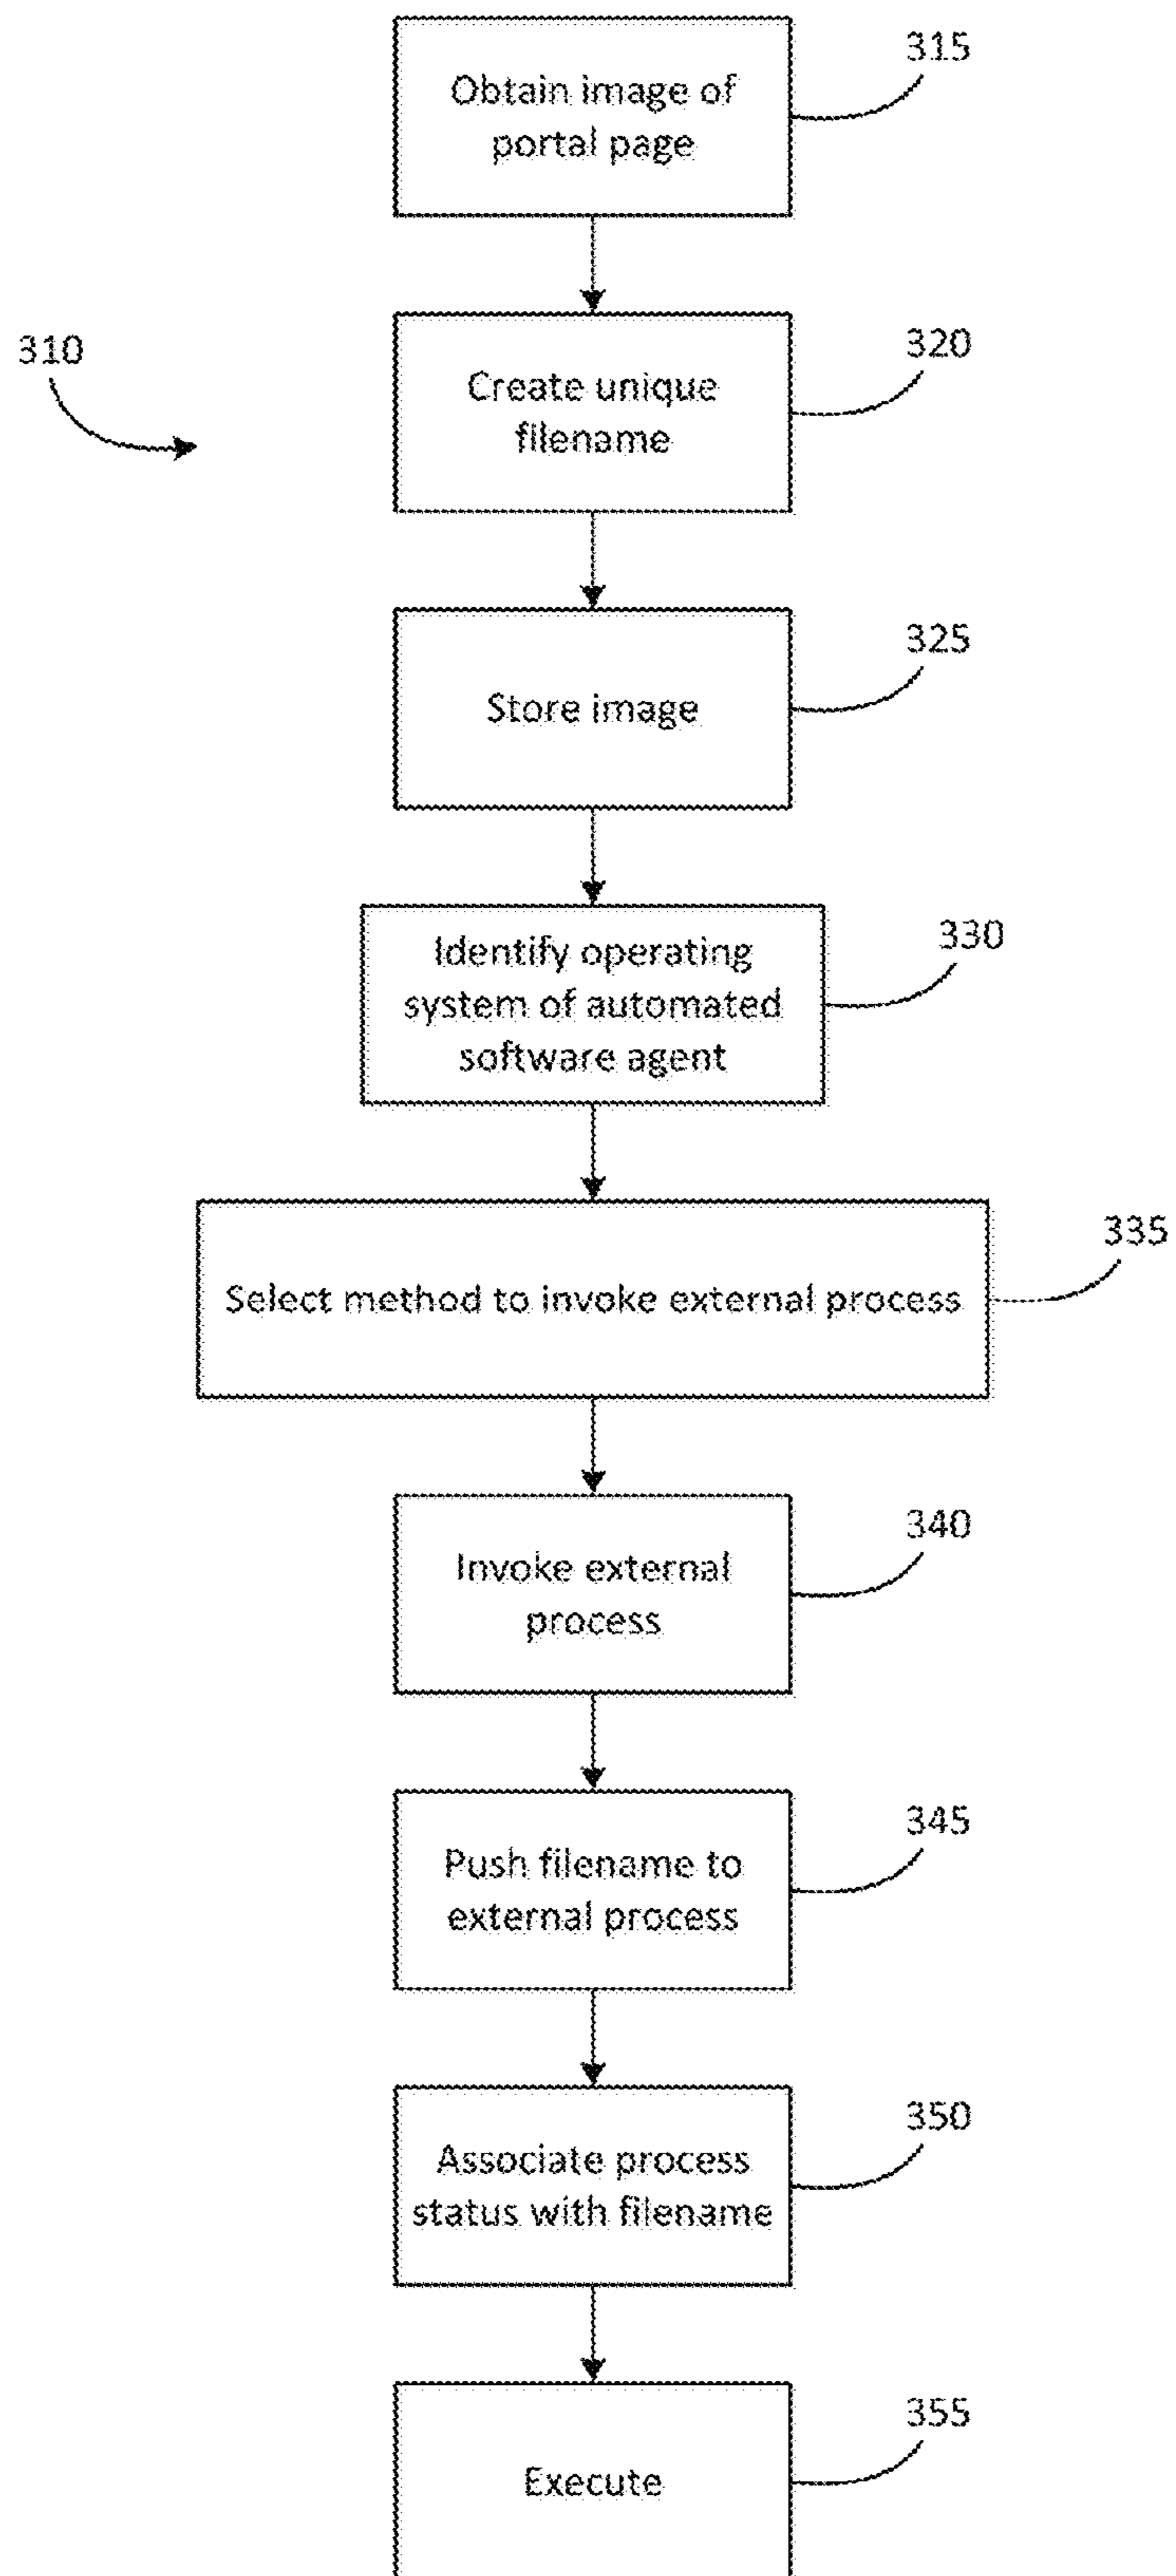 315
Obtain image of
portal page
310
320
Create unique
filename
325
Store image
330
Identify operating
system of automated
software agent
335
Select method to invoke external process
340
Invoke external
process
345
Push filename to
external process
350
Associate process
status with filename
355
Execute